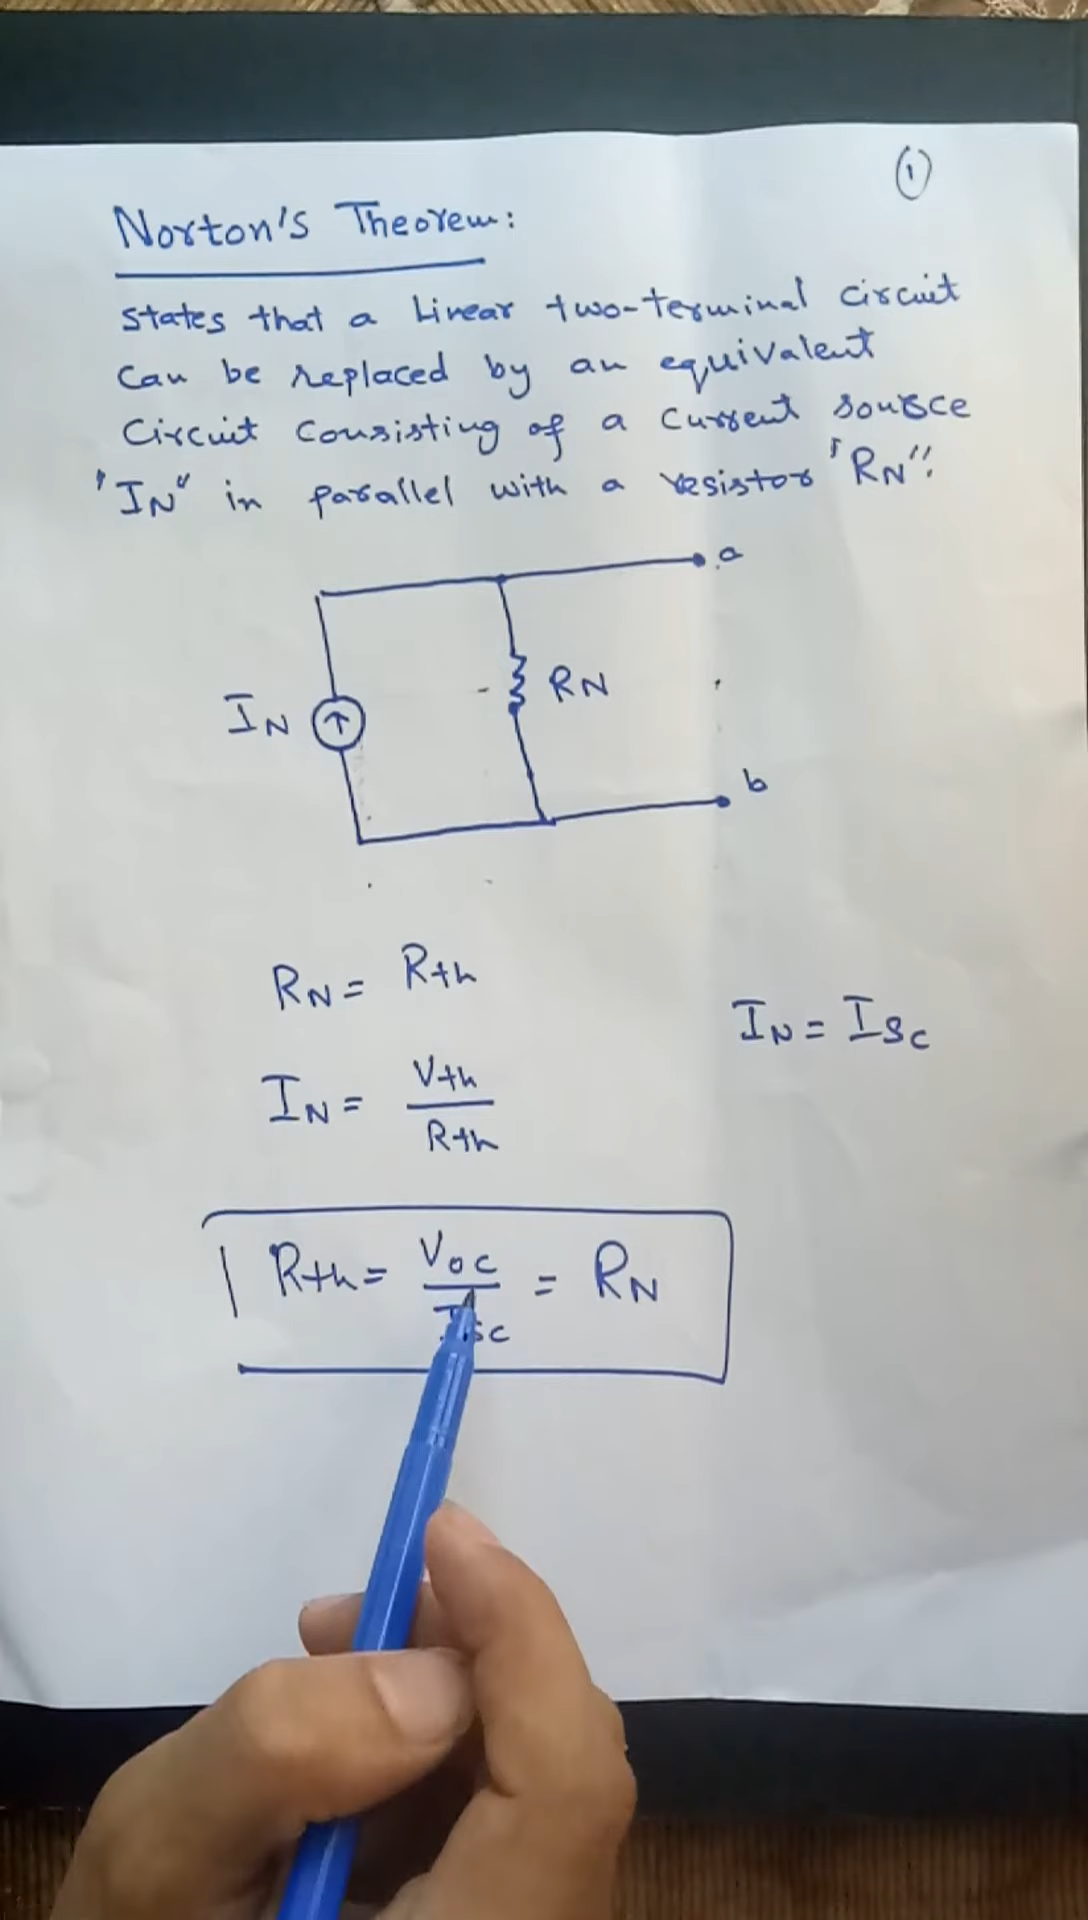 ①
Norton's Theorem:
states that a Linear two-terminal circuit
can be replaced by an equivalent
circuit consisting of a current source
"IN" in parallel with a resistor "RN".
a
IN
RN
b
RN = Rth
IN = Isc
IN = Vth / Rth
Rth = Voc / Isc = RN